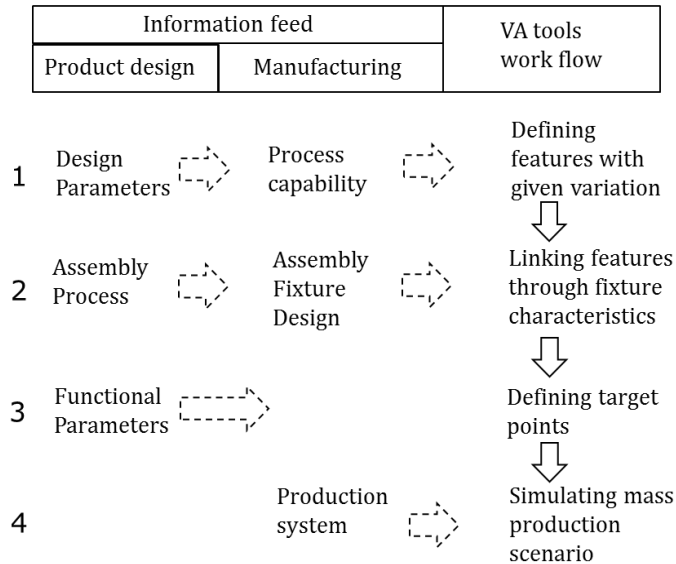 Information feed
VA tools
work flow
Product design
Manufacturing
1
Design
Parameters
Process
capability
Defining
features with
given variation
2
Assembly
Process
Assembly
Fixture
Design
Linking features
through fixture
characteristics
3
Functional
Parameters
Defining target
points
4
Production
system
Simulating mass
production
scenario